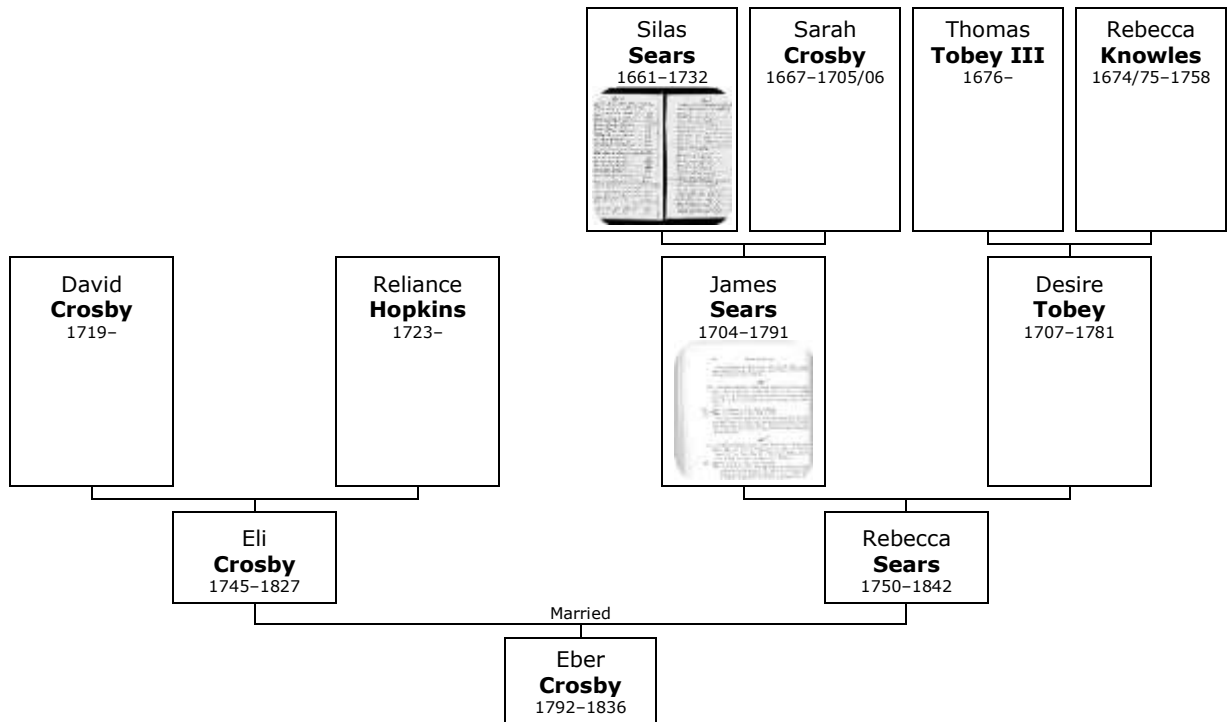 Silas
Sears
1661–1732
Sarah
Crosby
1667–1705/06
Thomas
Tobey III
1676–
Rebecca
Knowles
1674/75–1758
David
Crosby
1719–
Reliance
Hopkins
1723–
James
Sears
1704–1791
Desire
Tobey
1707–1781
Eli
Crosby
1745–1827
Rebecca
Sears
1750–1842
Married
Eber
Crosby
1792–1836